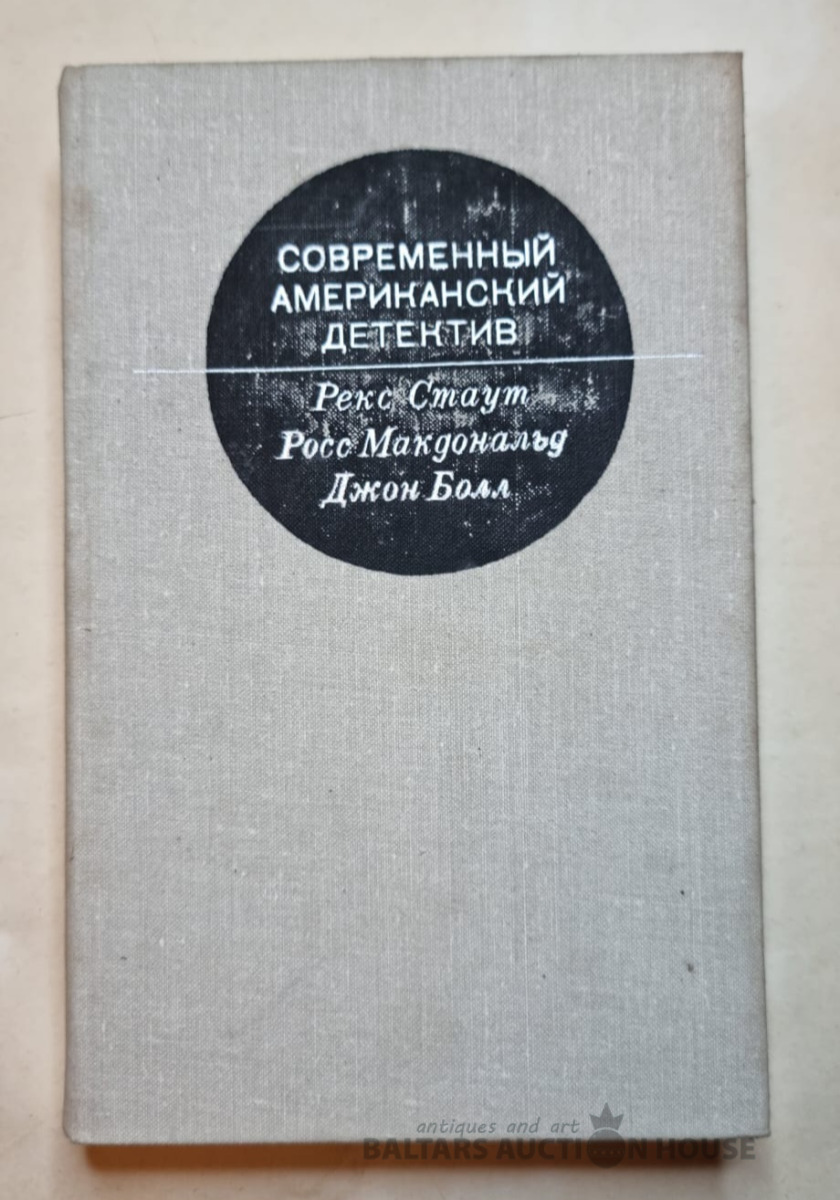 СОВРЕМЕННЫЙ
АМЕРИКАНСКИЙ
ДЕТЕКТИВ
Рекс Стаут
Росс Макдональд
Джон Болл
antiques and art
BALTARS AUCTION HOUSE